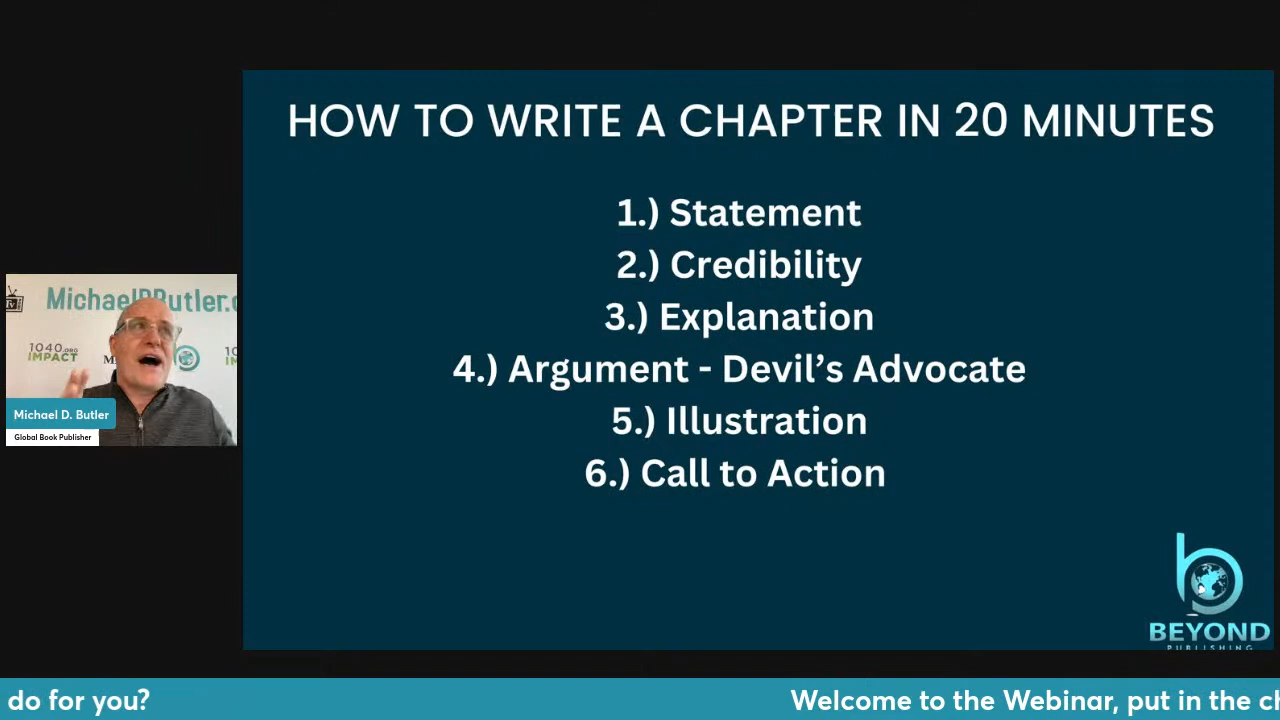 HOW TO WRITE A CHAPTER IN 20 MINUTES
1.) Statement
2.) Credibility
3.) Explanation
4.) Argument - Devil’s Advocate
5.) Illustration
6.) Call to Action
MichaelDButler.c
1040.org
IMPACT
Michael D. Butler
Global Book Publisher
BEYOND
PUBLISHING
do for you?
Welcome to the Webinar, put in the ch